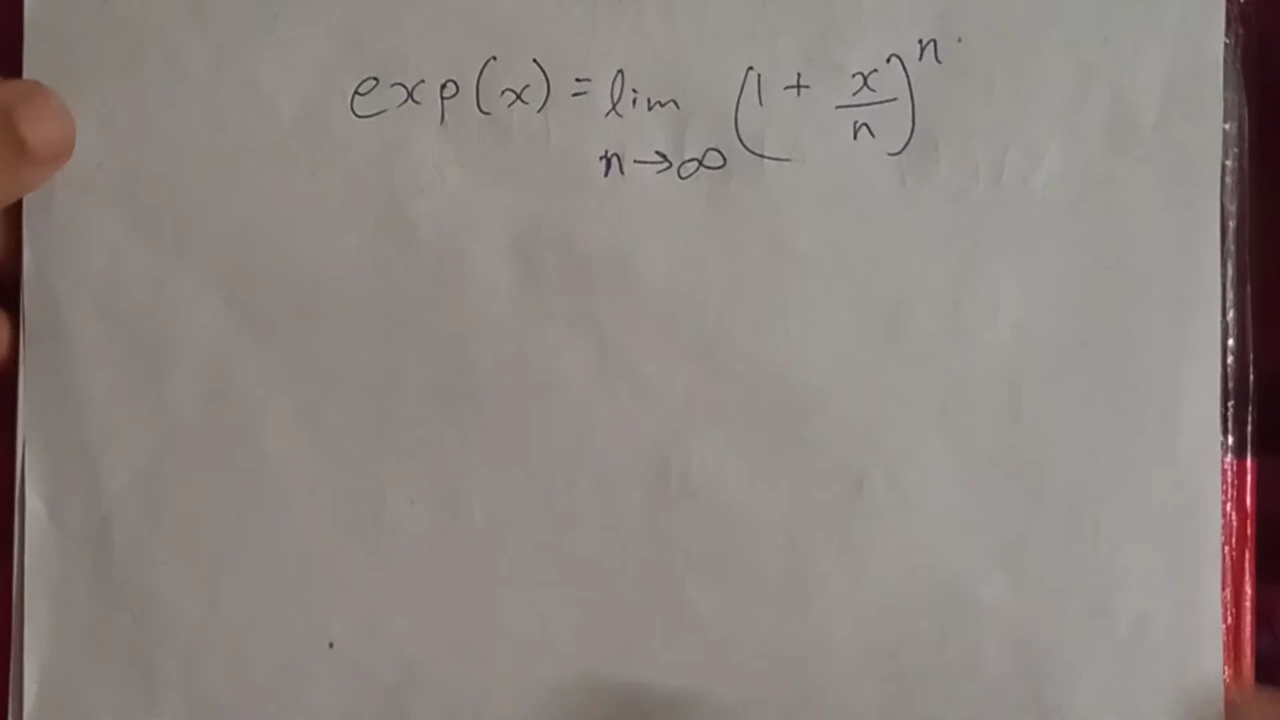 exp(x) = lim n→∞ (1 + x/n)^n